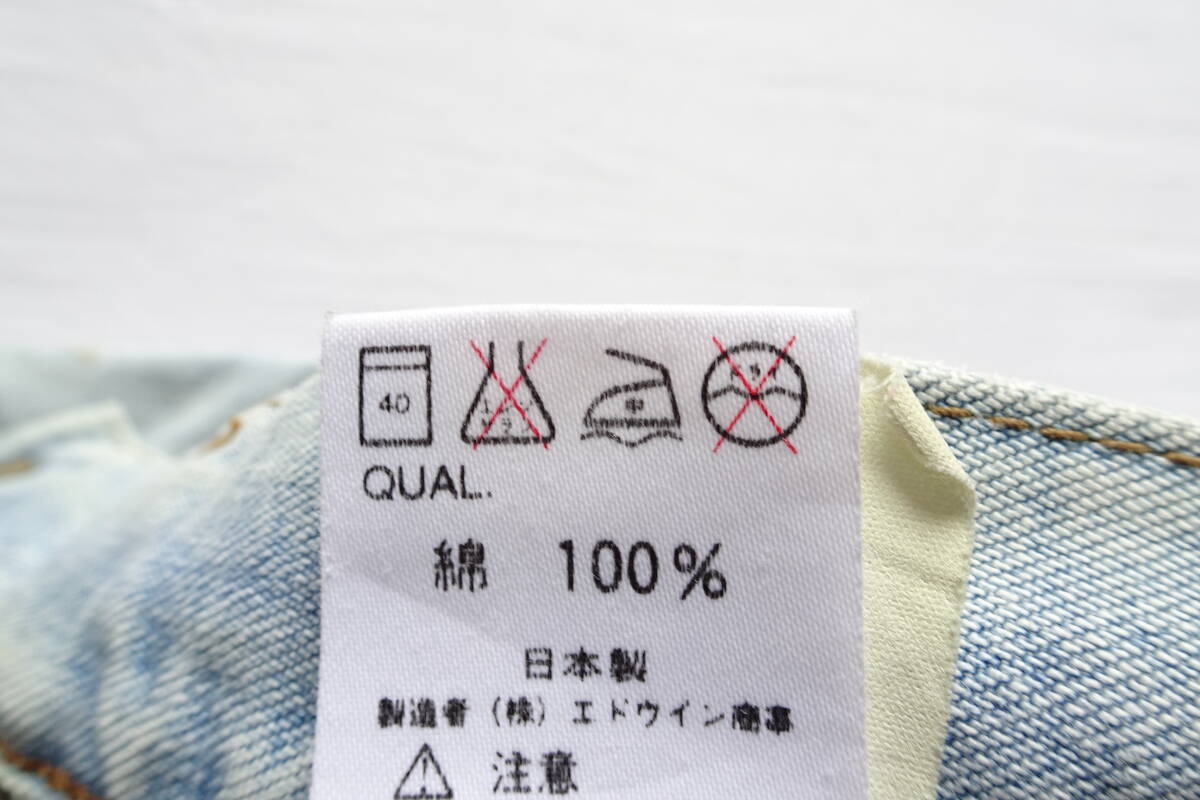 40 中
QUAL.
綿 100%
日本製
製造者 (株) エドウイン商事
注意